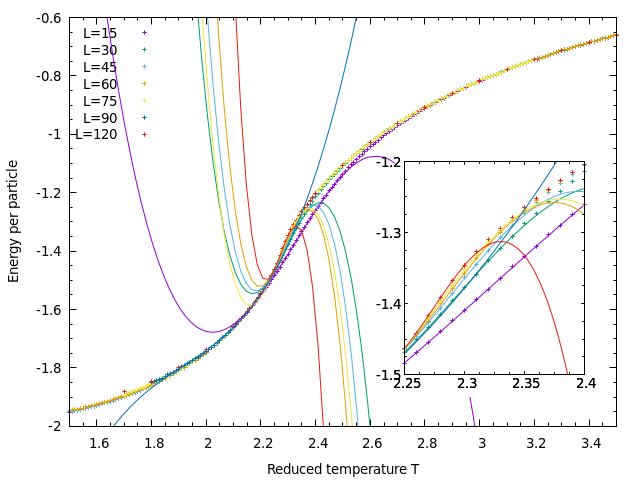 -0.6
-0.8
-1
-1.2
-1.4
-1.6
-1.8
-2
Energy per particle
L=15
L=30
L=45
L=60
L=75
L=90
L=120
-1.2
-1.3
-1.4
-1.5
2.25 2.3 2.35 2.4
1.6 1.8 2 2.2 2.4 2.6 2.8 3 3.2 3.4
Reduced temperature T